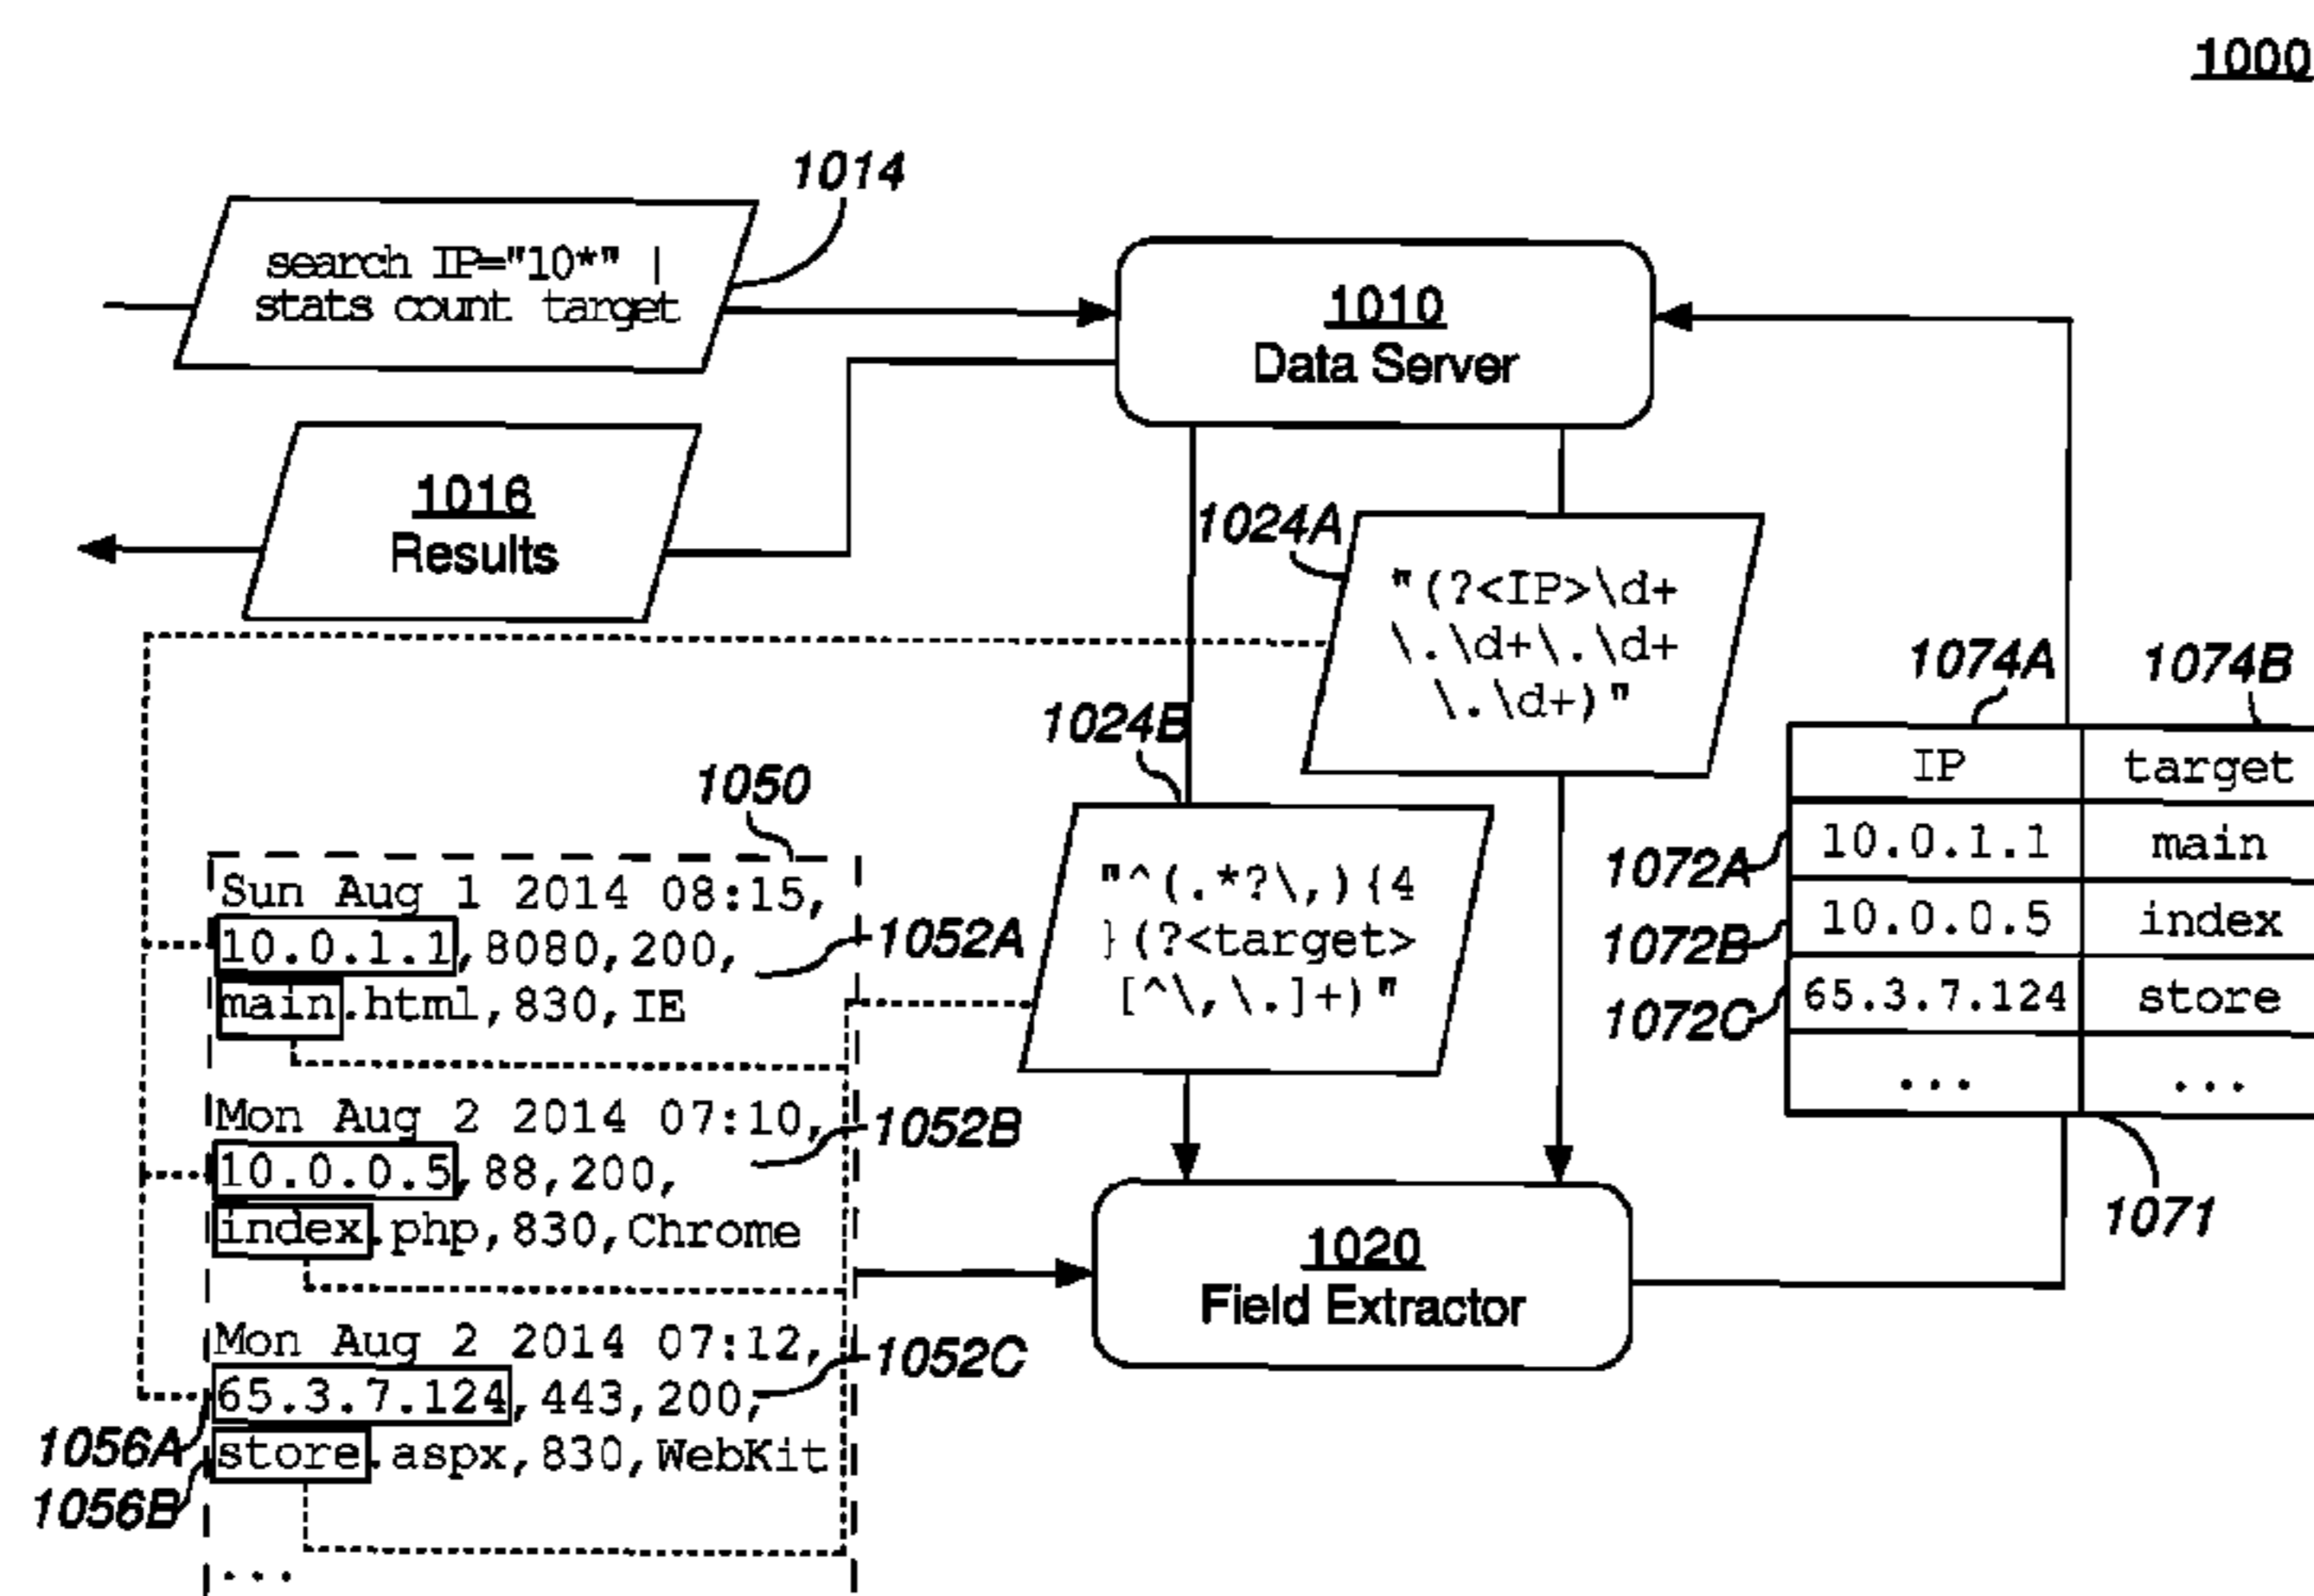 1000
1014
search IP="10*" |
stats count target
1010
Data Server
1016
Results
1024A
"(?<IP>\d+
\.\d+\.\d+
\.\d+)"
1024B
"^(.*?\,){4
}(?<target>
[^\,\.]+)"
1074A
1074B
IP target
1072A
10.0.1.1 main
1072B
10.0.0.5 index
1072C
65.3.7.124 store
... ...
1071
1050
Sun Aug 1 2014 08:15,
10.0.1.1,8080,200,
main.html,830,IE
1052A
Mon Aug 2 2014 07:10,
10.0.0.5,88,200,
index.php,830,Chrome
1052B
Mon Aug 2 2014 07:12,
65.3.7.124,443,200,
store.aspx,830,WebKit
1052C
1056A
1056B
...
1020
Field Extractor